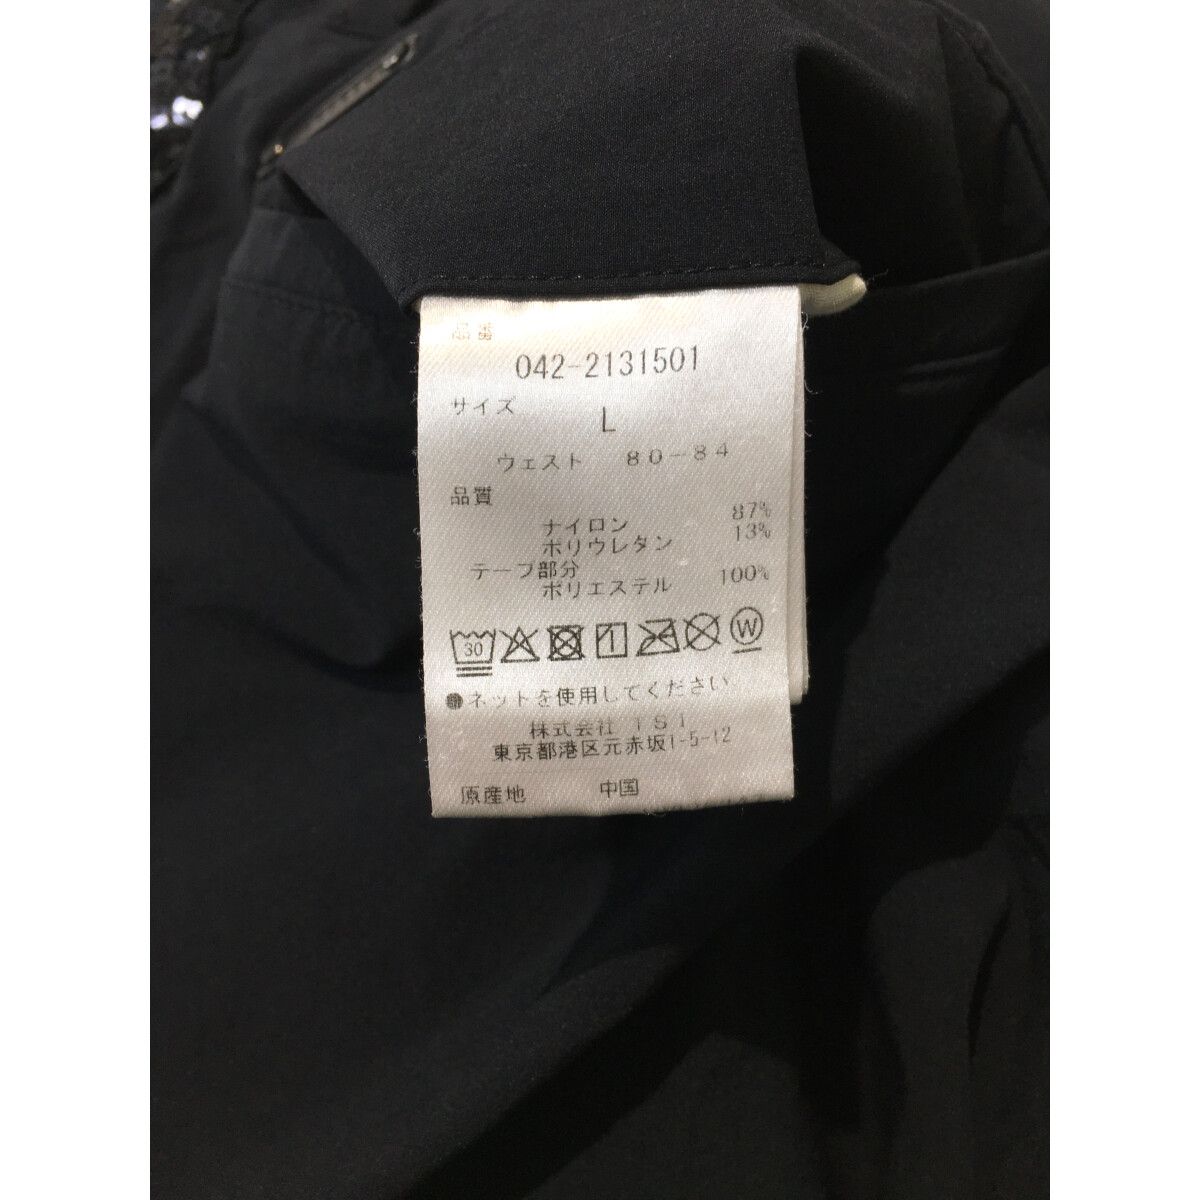 品番
042-2131501
サイズ
L
ウェスト 80-84
品質
ナイロン 87%
ポリウレタン 13%
テープ部分
ポリエステル 100%
30
W
●ネットを使用してください
株式会社 TSI
東京都港区元赤坂1-5-12
原産地 中国